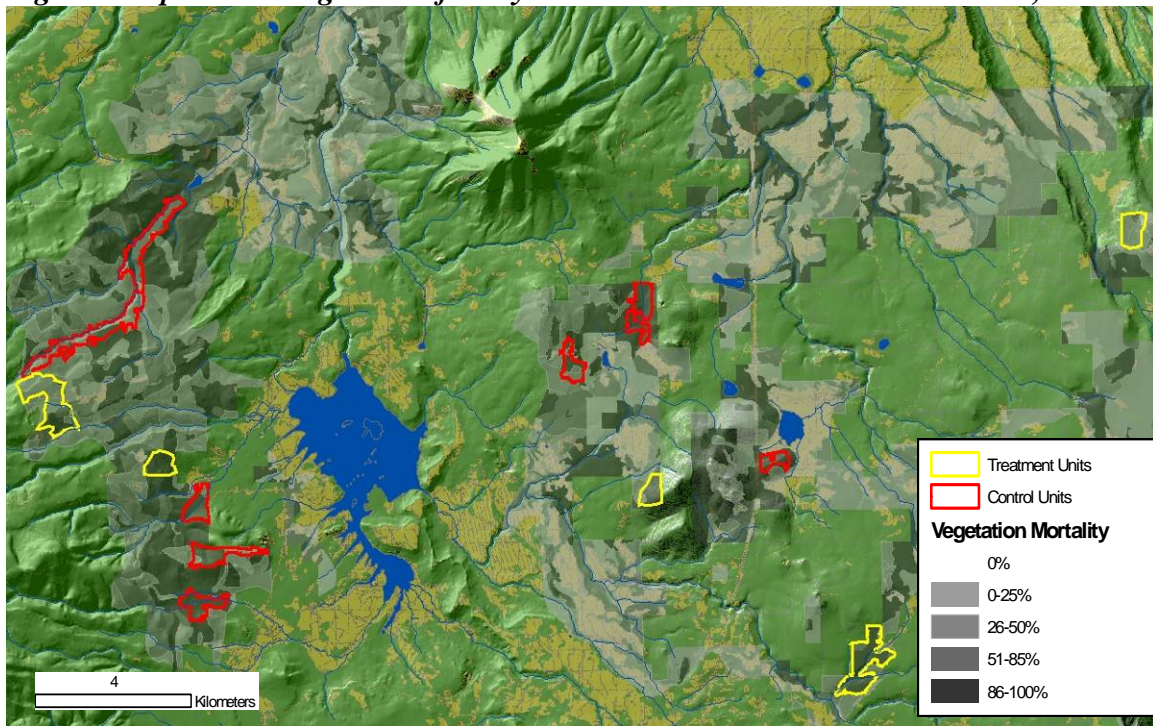 Treatment Units
Control Units
Vegetation Mortality
0%
0-25%
26-50%
51-85%
86-100%
4
Kilometers